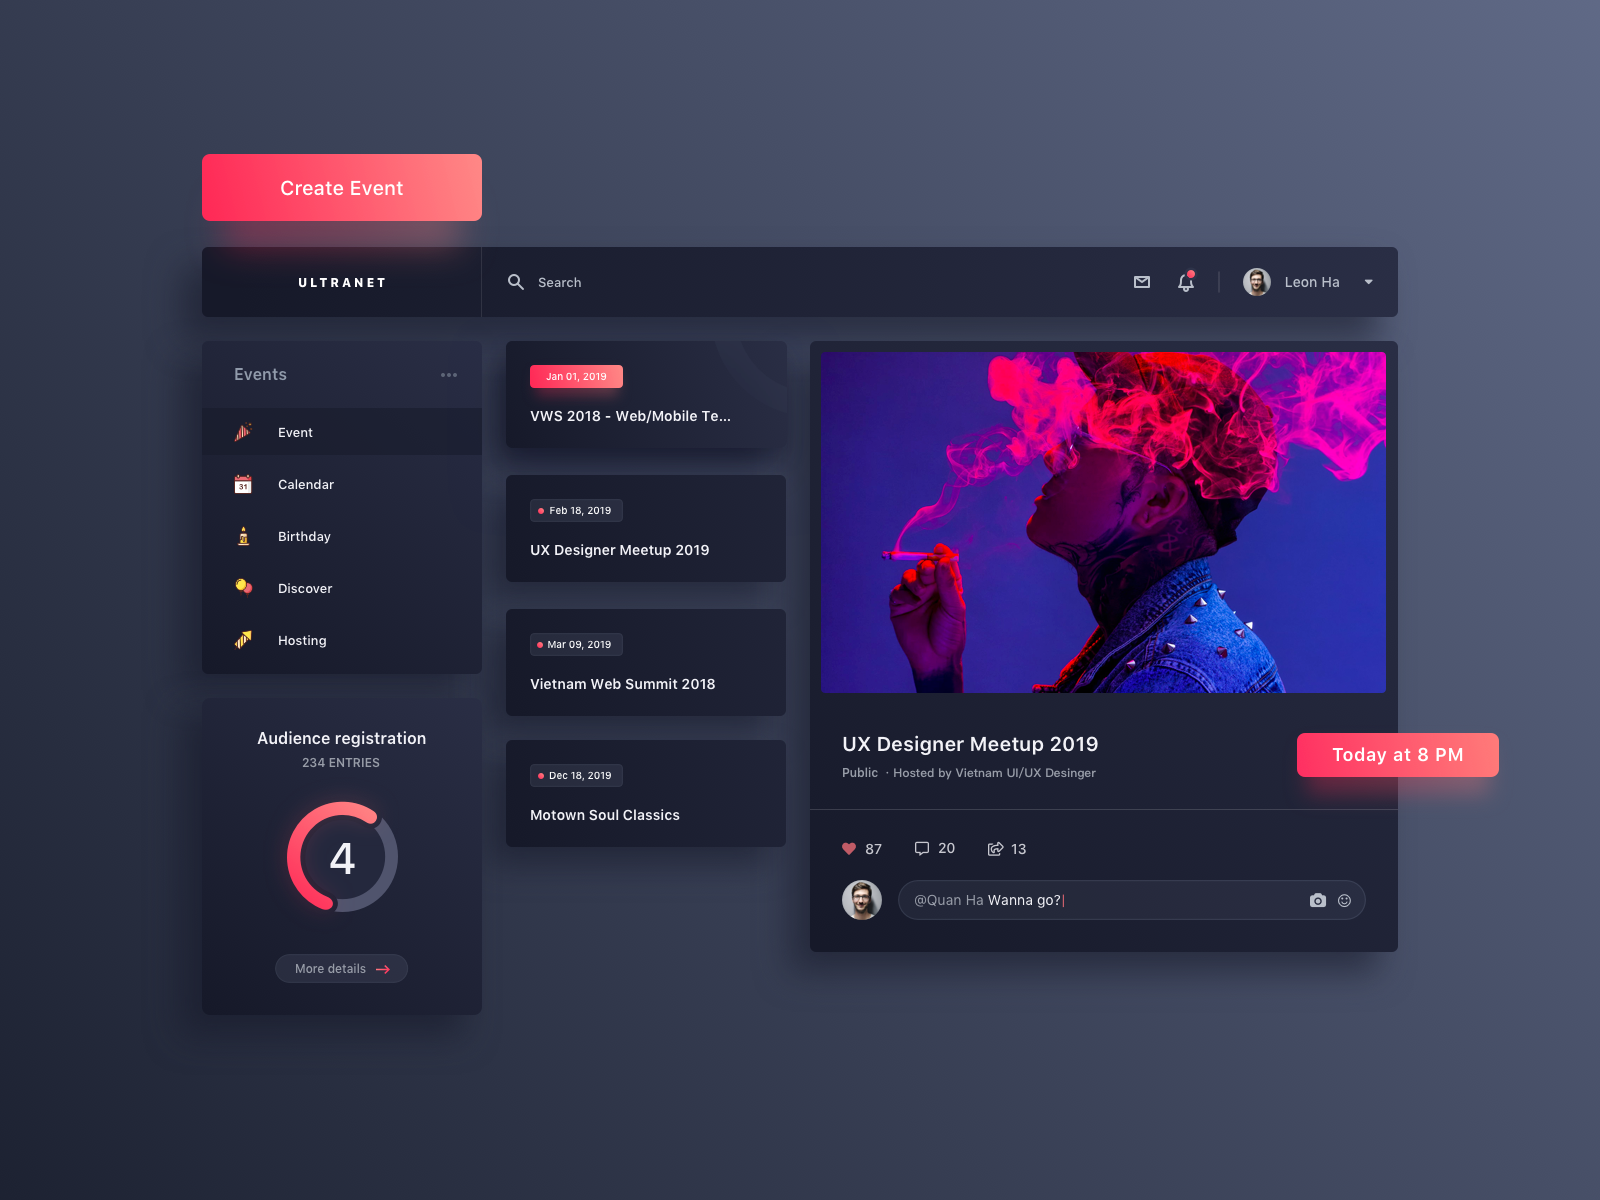 Create Event
ULTRANET
Search
Leon Ha
Events
Event
31
Calendar
Birthday
Discover
Hosting
Audience registration
234 ENTRIES
4
More details
Jan 01, 2019
VWS 2018 - Web/Mobile Te...
Feb 18, 2019
UX Designer Meetup 2019
Mar 09, 2019
Vietnam Web Summit 2018
Dec 18, 2019
Motown Soul Classics
UX Designer Meetup 2019
Public · Hosted by Vietnam UI/UX Desinger
Today at 8 PM
87
20
13
@Quan Ha Wanna go?